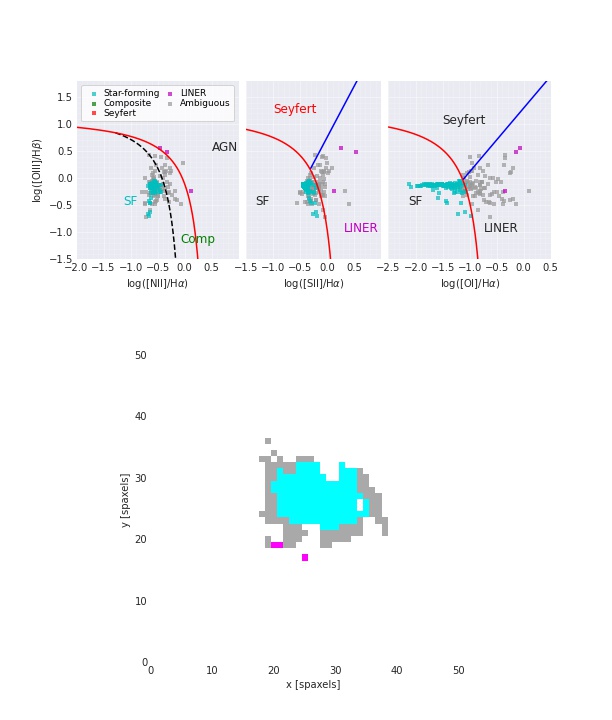 Star-forming LINER
Composite Ambiguous
Seyfert
Seyfert
Seyfert
AGN
SF
SF
SF
Comp
LINER
LINER
log([OIII]/Hβ)
1.5
1.0
0.5
0.0
−0.5
−1.0
−1.5
−2.0 −1.5 −1.0 −0.5 0.0 0.5
−1.5 −1.0 −0.5 0.0 0.5
−2.5 −2.0 −1.5 −1.0 −0.5 0.0 0.5
log([NII]/Hα)
log([SII]/Hα)
log([OI]/Hα)
50
40
30
20
10
0
y [spaxels]
0 10 20 30 40 50
x [spaxels]